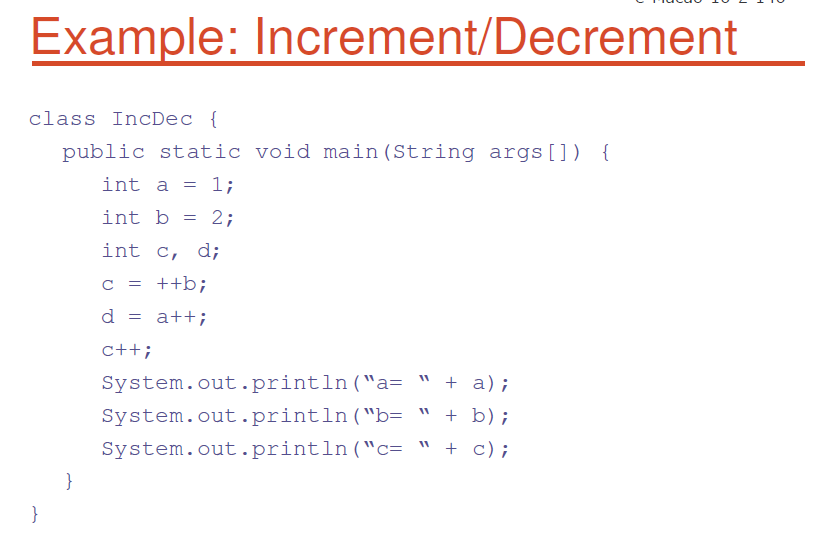 Example: Increment/Decrement
class IncDec {
public static void main(String args[]) {
int a = 1;
int b = 2;
int c, d;
c = ++b;
d = a++;
c++;
System.out.println(“a= “ + a);
System.out.println(“b= “ + b);
System.out.println(“c= “ + c);
}
}